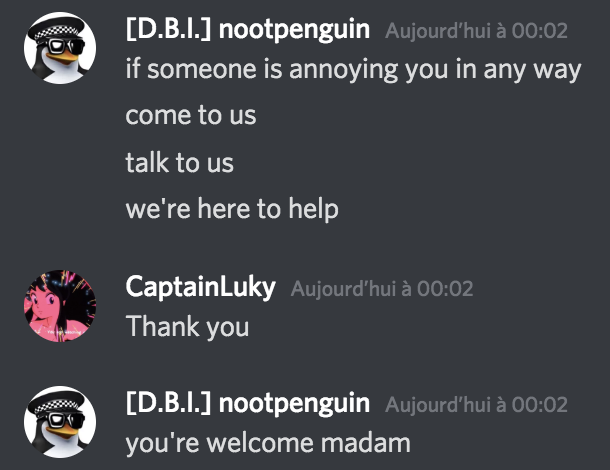 [D.B.I.] nootpenguin Aujourd'hui à 00:02
if someone is annoying you in any way
come to us
talk to us
we're here to help
CaptainLuky Aujourd'hui à 00:02
Thank you
[D.B.I.] nootpenguin Aujourd'hui à 00:02
you're welcome madam